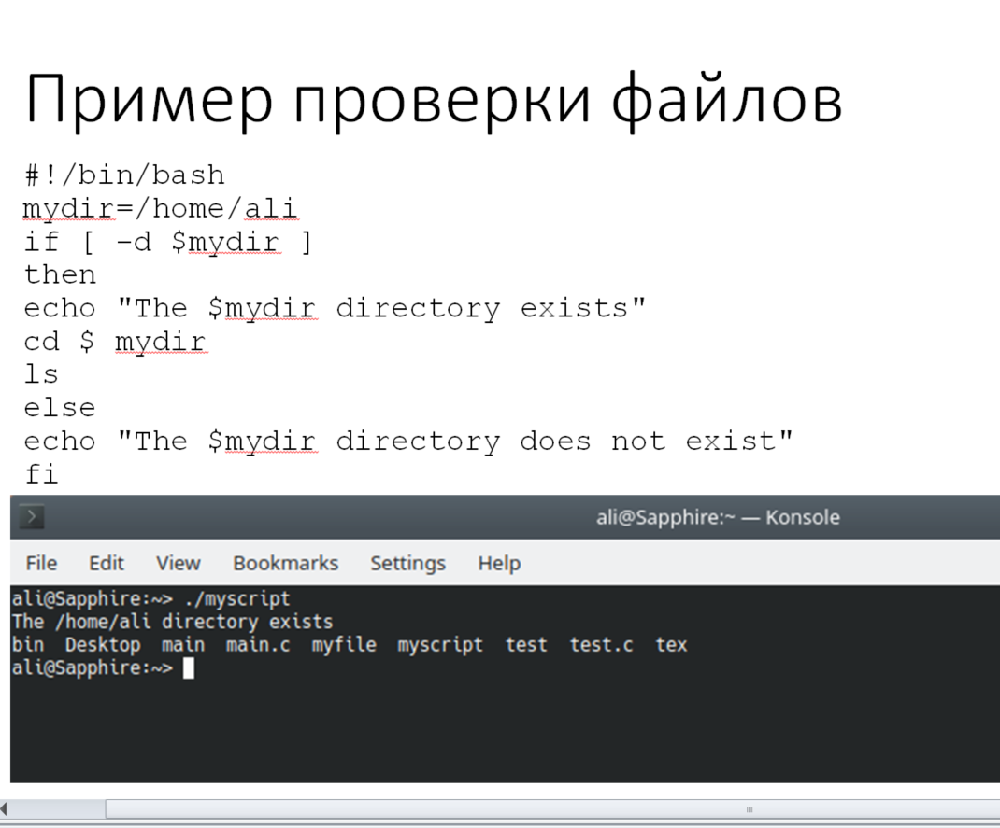 Пример проверки файлов
#!/bin/bash
mydir=/home/ali
if [ -d $mydir ]
then
echo "The $mydir directory exists"
cd $ mydir
ls
else
echo "The $mydir directory does not exist"
fi
ali@Sapphire:~ — Konsole
File Edit View Bookmarks Settings Help
ali@Sapphire:~> ./myscript
The /home/ali directory exists
bin Desktop main main.c myfile myscript test test.c tex
ali@Sapphire:~>